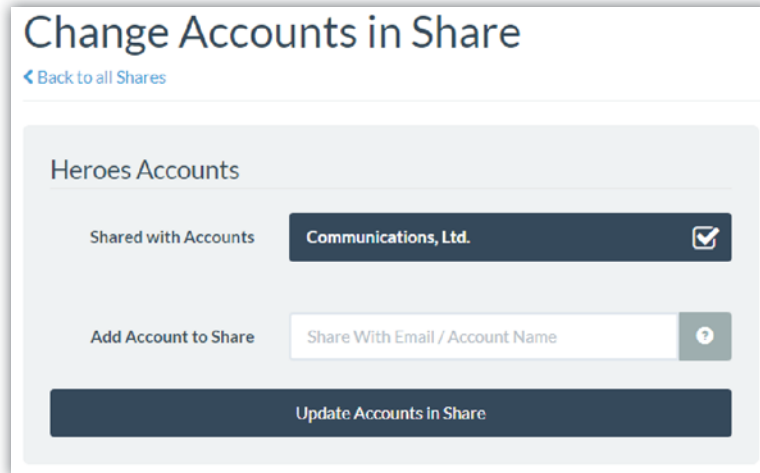 Change Accounts in Share
Back to all Shares
Heroes Accounts
Shared with Accounts
Communications, Ltd.
Add Account to Share
Share With Email / Account Name
?
Update Accounts in Share